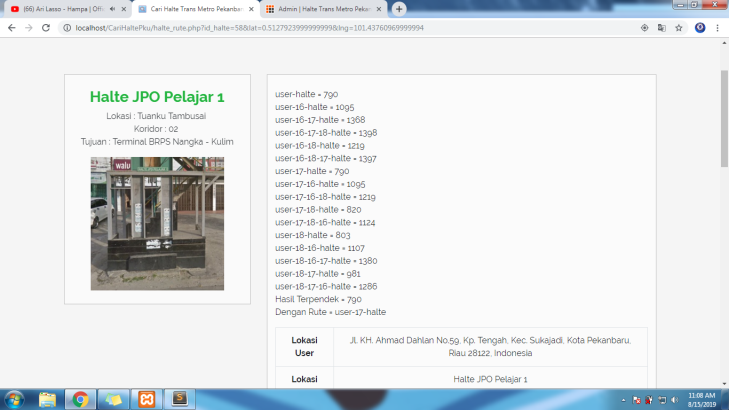 (66) Ari Lasso - Hampa | Offi
Cari Halte Trans Metro Pekanba
Admin | Halte Trans Metro Pekan
localhost/CariHaltePku/halte_rute.php?id_halte=58&lat=0.5127923999999999&lng=101.43760969999994
Halte JPO Pelajar 1
Lokasi : Tuanku Tambusai
Koridor : 02
Tujuan : Terminal BRPS Nangka - Kulim
walu
user-halte = 790
user-16-halte = 1095
user-16-17-halte = 1368
user-16-17-18-halte = 1398
user-16-18-halte = 1219
user-16-18-17-halte = 1397
user-17-halte = 790
user-17-16-halte = 1095
user-17-16-18-halte = 1219
user-17-18-halte = 820
user-17-18-16-halte = 1124
user-18-halte = 803
user-18-16-halte = 1107
user-18-16-17-halte = 1380
user-18-17-halte = 981
user-18-17-16-halte = 1286
Hasil Terpendek = 790
Dengan Rute = user-17-halte
Lokasi User
Jl. KH. Ahmad Dahlan No.59, Kp. Tengah, Kec. Sukajadi, Kota Pekanbaru,
Riau 28122, Indonesia
Lokasi
Halte JPO Pelajar 1
11:08 AM
8/15/2019